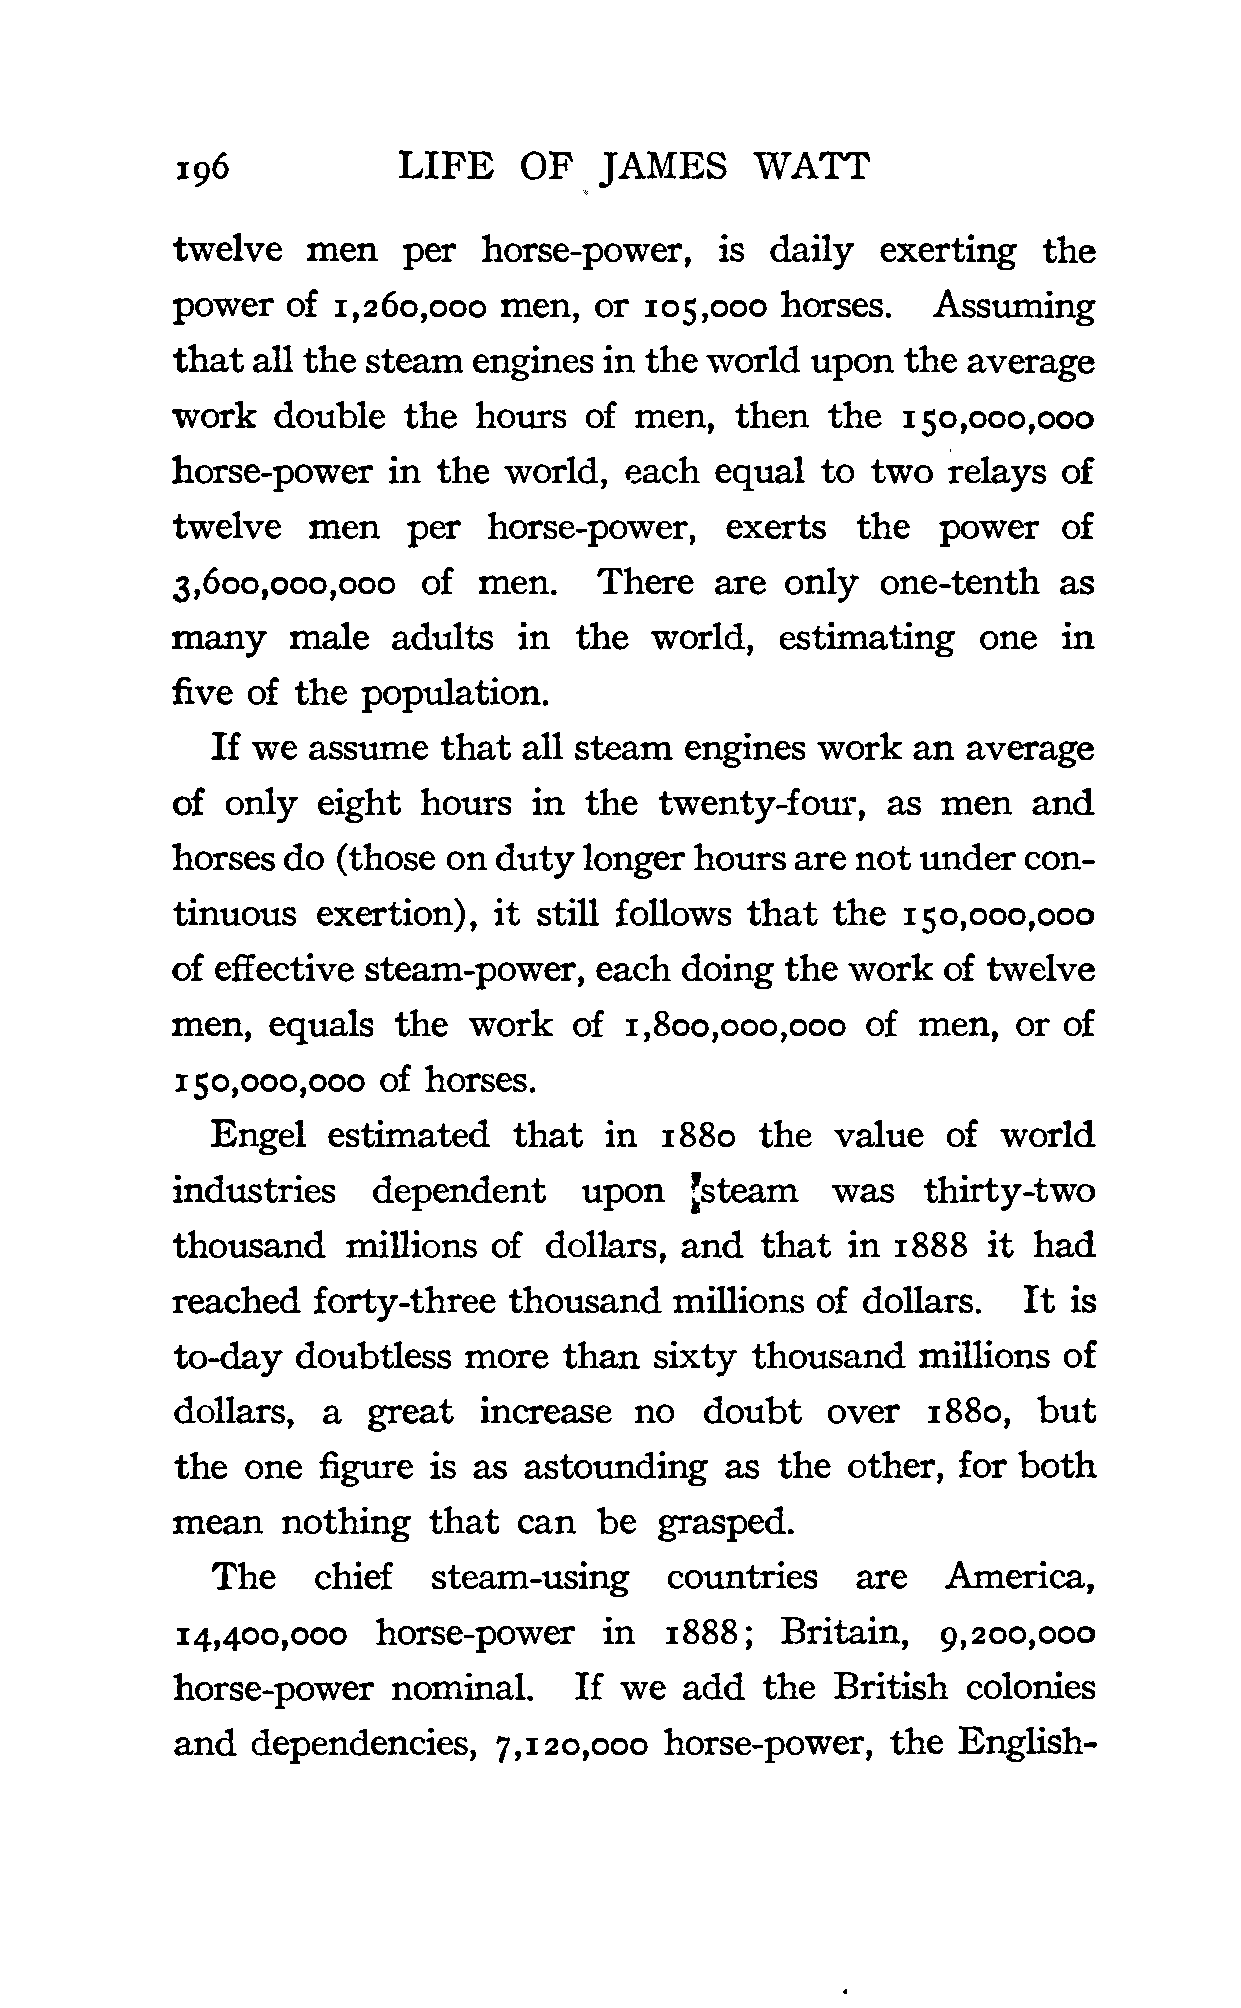 196 LIFE OF JAMES WATT
twelve men per horse-power, is daily exerting the
power of 1,260,000 men, or 105,000 horses. Assuming
that all the steam engines in the world upon the average
work double the hours of men, then the 150,000,000
horse-power in the world, each equal to two relays of
twelve men per horse-power, exerts the power of
3,600,000,000 of men. There are only one-tenth as
many male adults in the world, estimating one in
five of the population.
If we assume that all steam engines work an average
of only eight hours in the twenty-four, as men and
horses do (those on duty longer hours are not under con-
tinuous exertion), it still follows that the 150,000,000
of effective steam-power, each doing the work of twelve
men, equals the work of 1,800,000,000 of men, or of
150,000,000 of horses.
Engel estimated that in 1880 the value of world
industries dependent upon steam was thirty-two
thousand millions of dollars, and that in 1888 it had
reached forty-three thousand millions of dollars. It is
to-day doubtless more than sixty thousand millions of
dollars, a great increase no doubt over 1880, but
the one figure is as astounding as the other, for both
mean nothing that can be grasped.
The chief steam-using countries are America,
14,400,000 horse-power in 1888; Britain, 9,200,000
horse-power nominal. If we add the British colonies
and dependencies, 7,120,000 horse-power, the English-